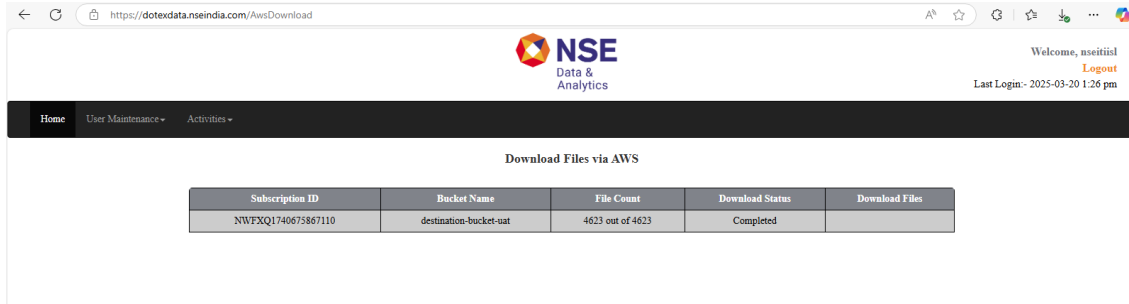 https://dotexdata.nseindia.com/AwsDownload
NSE
Data &
Analytics
Welcome, nseitiisl
Logout
Last Login:- 2025-03-20 1:26 pm
Home User Maintenance Activities
Download Files via AWS
Subscription ID Bucket Name File Count Download Status Download Files
NWFXQ1740675867110 destination-bucket-uat 4623 out of 4623 Completed